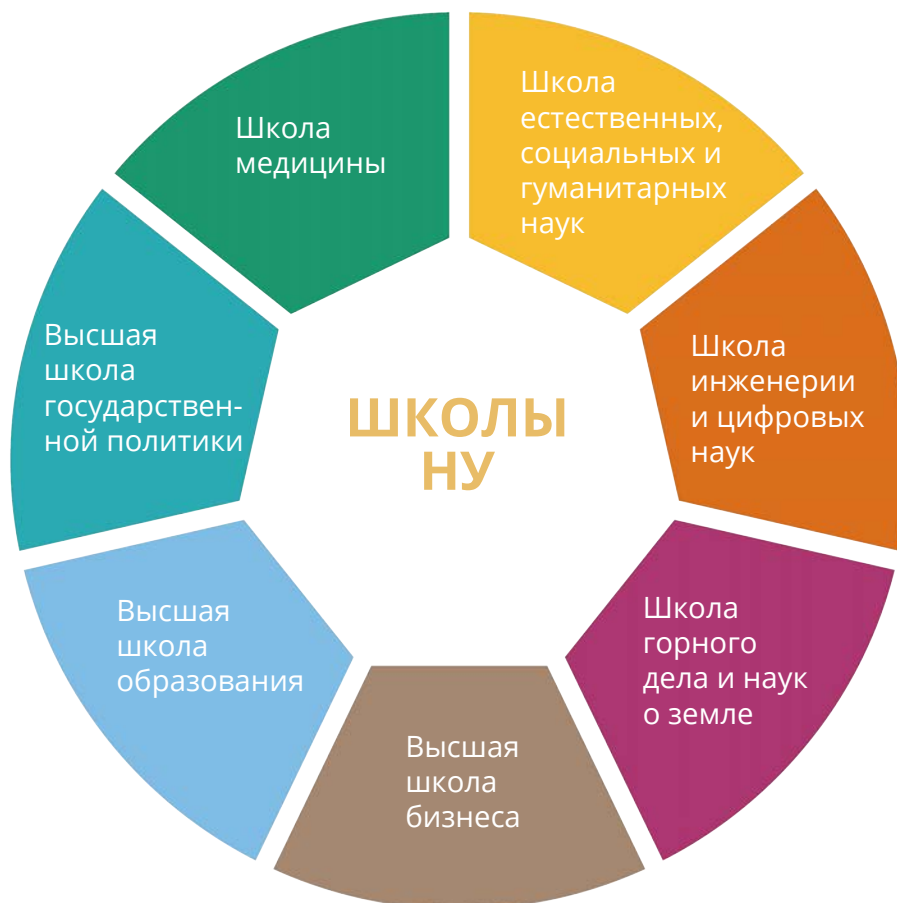 ШКОЛЫ
НУ
Школа
естественных,
социальных и
гуманитарных
наук
Школа
инженерии
и цифровых
наук
Школа
горного
дела и наук
о земле
Высшая
школа
бизнеса
Высшая
школа
образования
Высшая
школа
государствен-
ной политики
Школа
медицины